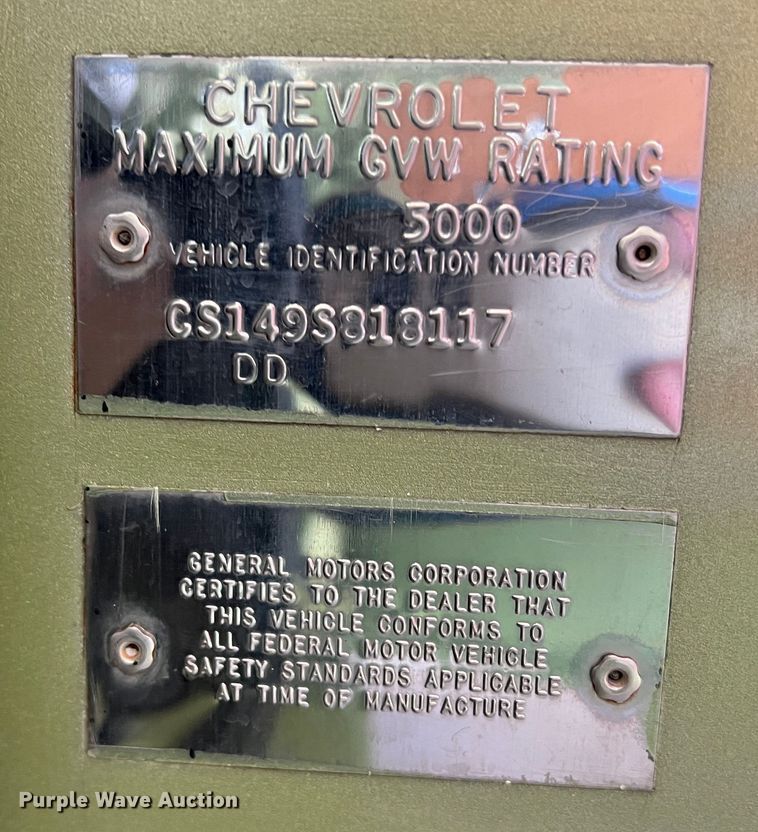 CHEVROLET
MAXIMUM GVW RATING
5000
VEHICLE IDENTIFICATION NUMBER
CS149S818117
DD
GENERAL MOTORS CORPORATION
CERTIFIES TO THE DEALER THAT
THIS VEHICLE CONFORMS TO
ALL FEDERAL MOTOR VEHICLE
SAFETY STANDARDS APPLICABLE
AT TIME OF MANUFACTURE
Purple Wave Auction